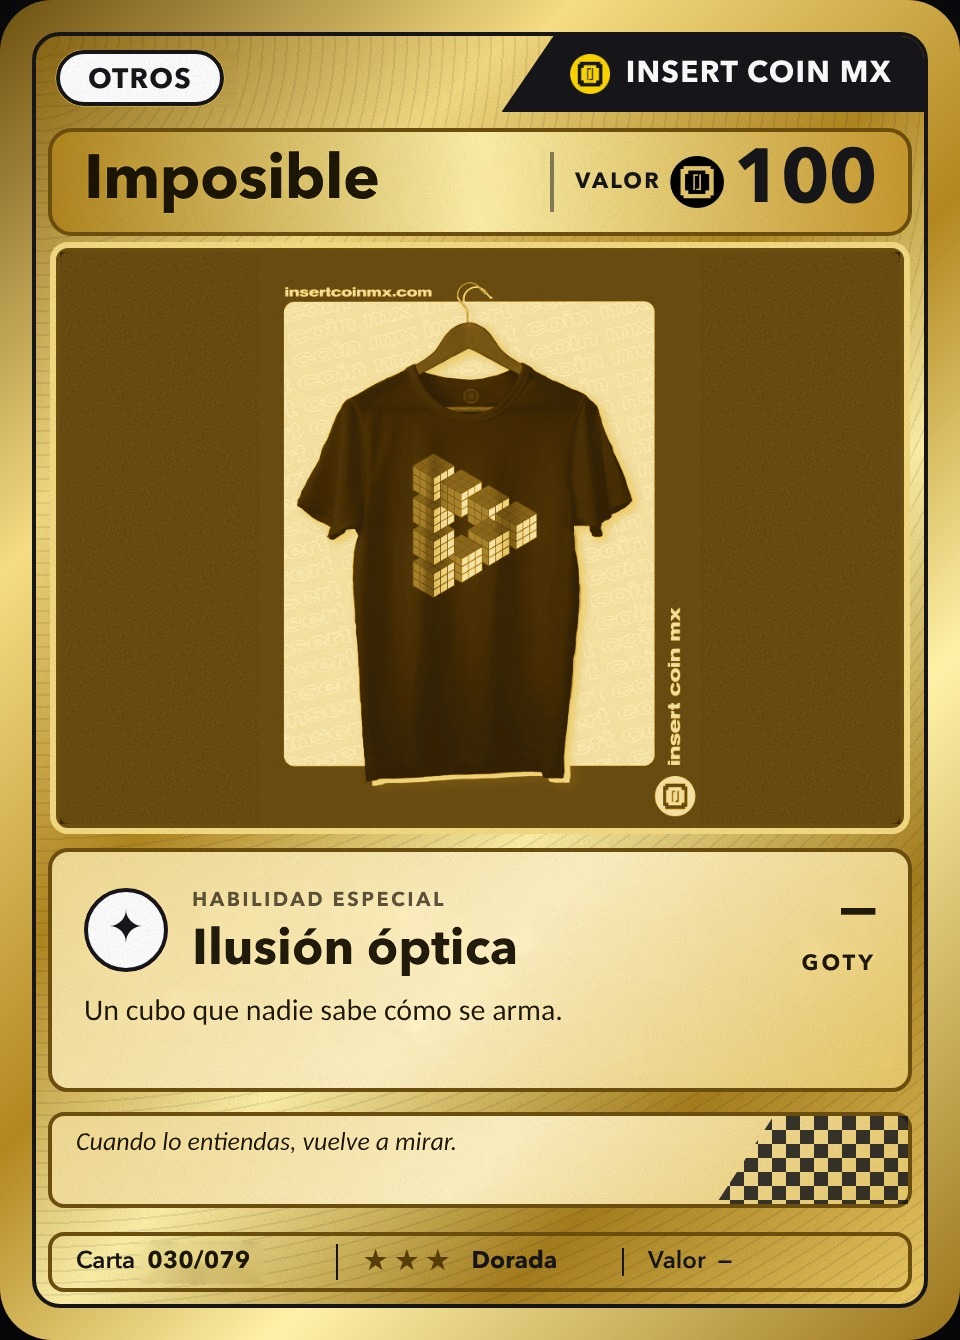 OTROS
INSERT COIN MX
Imposible
VALOR 100
insertcoinmx.com
insert coin mx
HABILIDAD ESPECIAL
Ilusión óptica
–
GOTY
Un cubo que nadie sabe cómo se arma.
Cuando lo entiendas, vuelve a mirar.
Carta 030/079 ★★★ Dorada Valor –